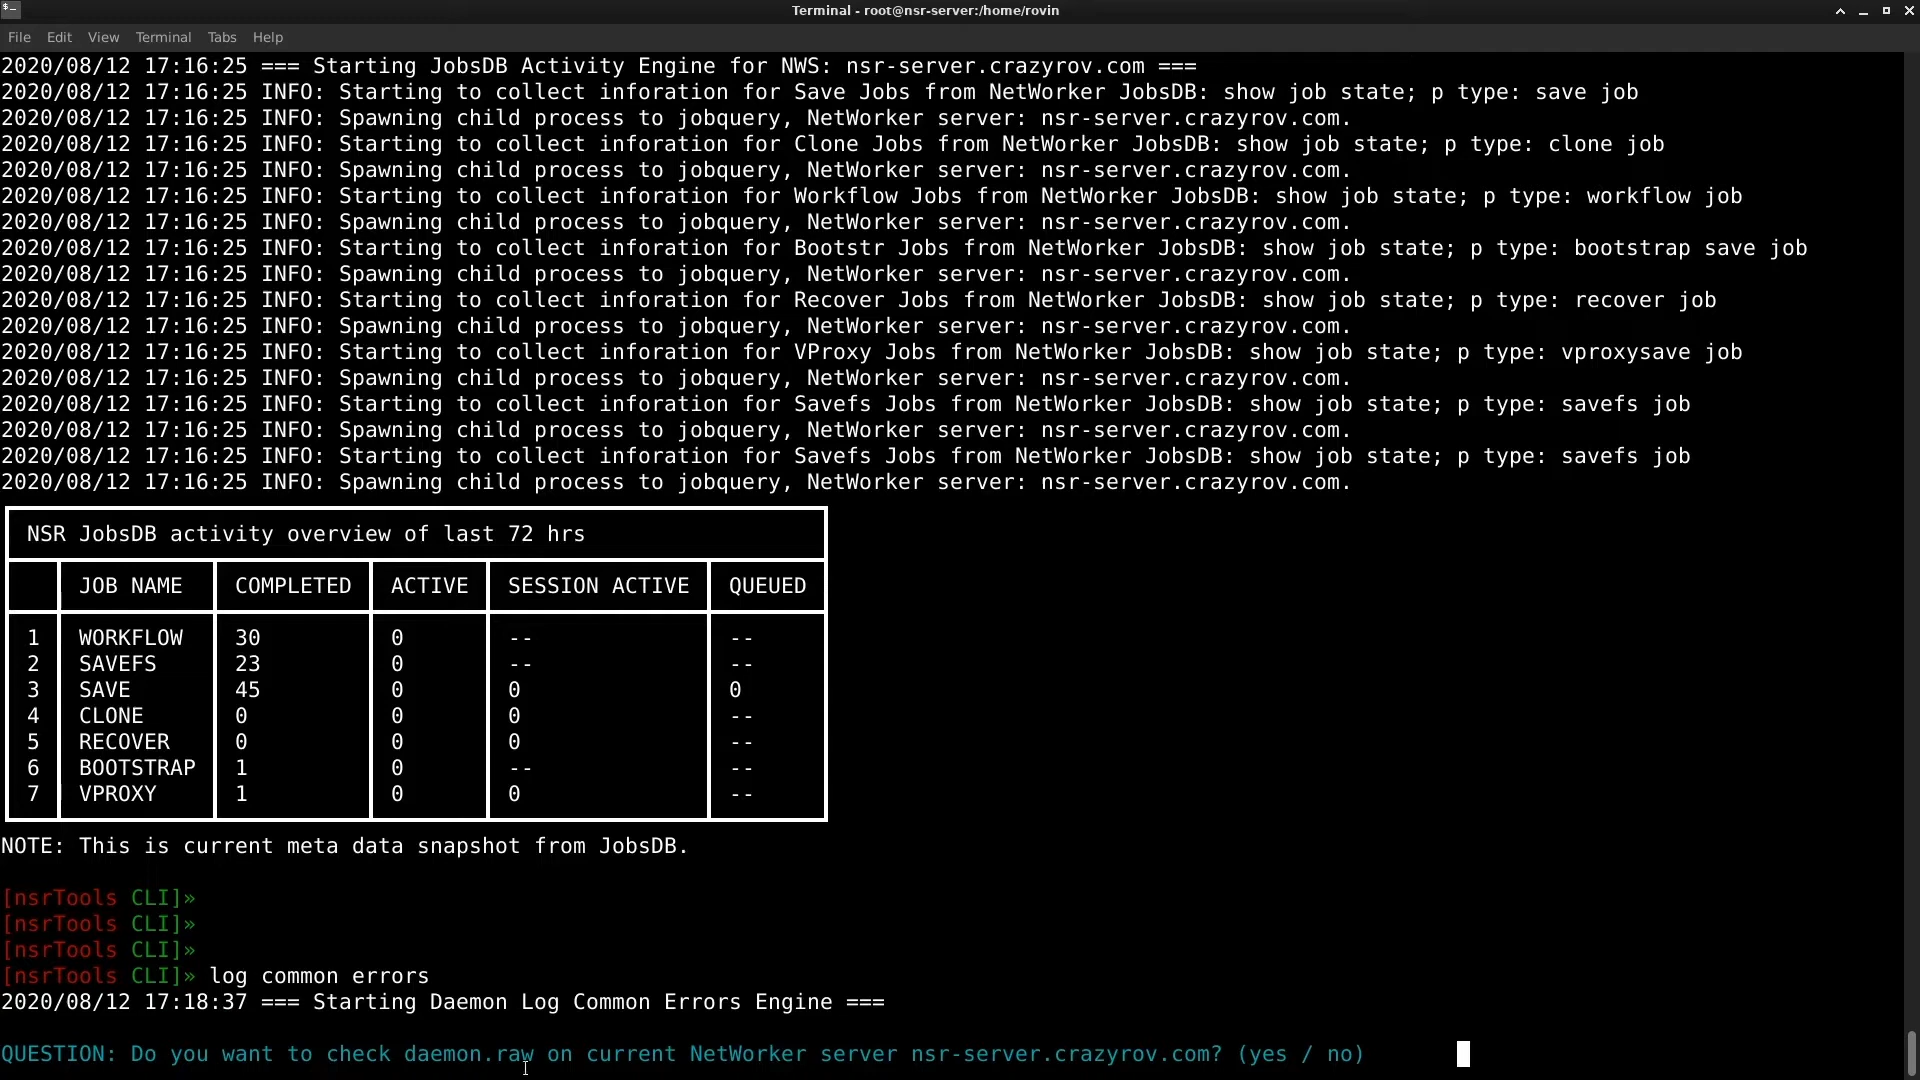 Terminal - root@nsr-server:/home/rovin
File Edit View Terminal Tabs Help
2020/08/12 17:16:25 === Starting JobsDB Activity Engine for NWS: nsr-server.crazyrov.com ===
2020/08/12 17:16:25 INFO: Starting to collect inforation for Save Jobs from NetWorker JobsDB: show job state; p type: save job
2020/08/12 17:16:25 INFO: Spawning child process to jobquery, NetWorker server: nsr-server.crazyrov.com.
2020/08/12 17:16:25 INFO: Starting to collect inforation for Clone Jobs from NetWorker JobsDB: show job state; p type: clone job
2020/08/12 17:16:25 INFO: Spawning child process to jobquery, NetWorker server: nsr-server.crazyrov.com.
2020/08/12 17:16:25 INFO: Starting to collect inforation for Workflow Jobs from NetWorker JobsDB: show job state; p type: workflow job
2020/08/12 17:16:25 INFO: Spawning child process to jobquery, NetWorker server: nsr-server.crazyrov.com.
2020/08/12 17:16:25 INFO: Starting to collect inforation for Bootstr Jobs from NetWorker JobsDB: show job state; p type: bootstrap save job
2020/08/12 17:16:25 INFO: Spawning child process to jobquery, NetWorker server: nsr-server.crazyrov.com.
2020/08/12 17:16:25 INFO: Starting to collect inforation for Recover Jobs from NetWorker JobsDB: show job state; p type: recover job
2020/08/12 17:16:25 INFO: Spawning child process to jobquery, NetWorker server: nsr-server.crazyrov.com.
2020/08/12 17:16:25 INFO: Starting to collect inforation for VProxy Jobs from NetWorker JobsDB: show job state; p type: vproxysave job
2020/08/12 17:16:25 INFO: Spawning child process to jobquery, NetWorker server: nsr-server.crazyrov.com.
2020/08/12 17:16:25 INFO: Starting to collect inforation for Savefs Jobs from NetWorker JobsDB: show job state; p type: savefs job
2020/08/12 17:16:25 INFO: Spawning child process to jobquery, NetWorker server: nsr-server.crazyrov.com.
2020/08/12 17:16:25 INFO: Starting to collect inforation for Savefs Jobs from NetWorker JobsDB: show job state; p type: savefs job
2020/08/12 17:16:25 INFO: Spawning child process to jobquery, NetWorker server: nsr-server.crazyrov.com.
NSR JobsDB activity overview of last 72 hrs
JOB NAME COMPLETED ACTIVE SESSION ACTIVE QUEUED
1 WORKFLOW 30 0 -- --
2 SAVEFS 23 0 -- --
3 SAVE 45 0 0 0
4 CLONE 0 0 0 --
5 RECOVER 0 0 0 --
6 BOOTSTRAP 1 0 -- --
7 VPROXY 1 0 0 --
NOTE: This is current meta data snapshot from JobsDB.
[nsrTools CLI]»
[nsrTools CLI]»
[nsrTools CLI]»
[nsrTools CLI]» log common errors
2020/08/12 17:18:37 === Starting Daemon Log Common Errors Engine ===
QUESTION: Do you want to check daemon.raw on current NetWorker server nsr-server.crazyrov.com? (yes / no)